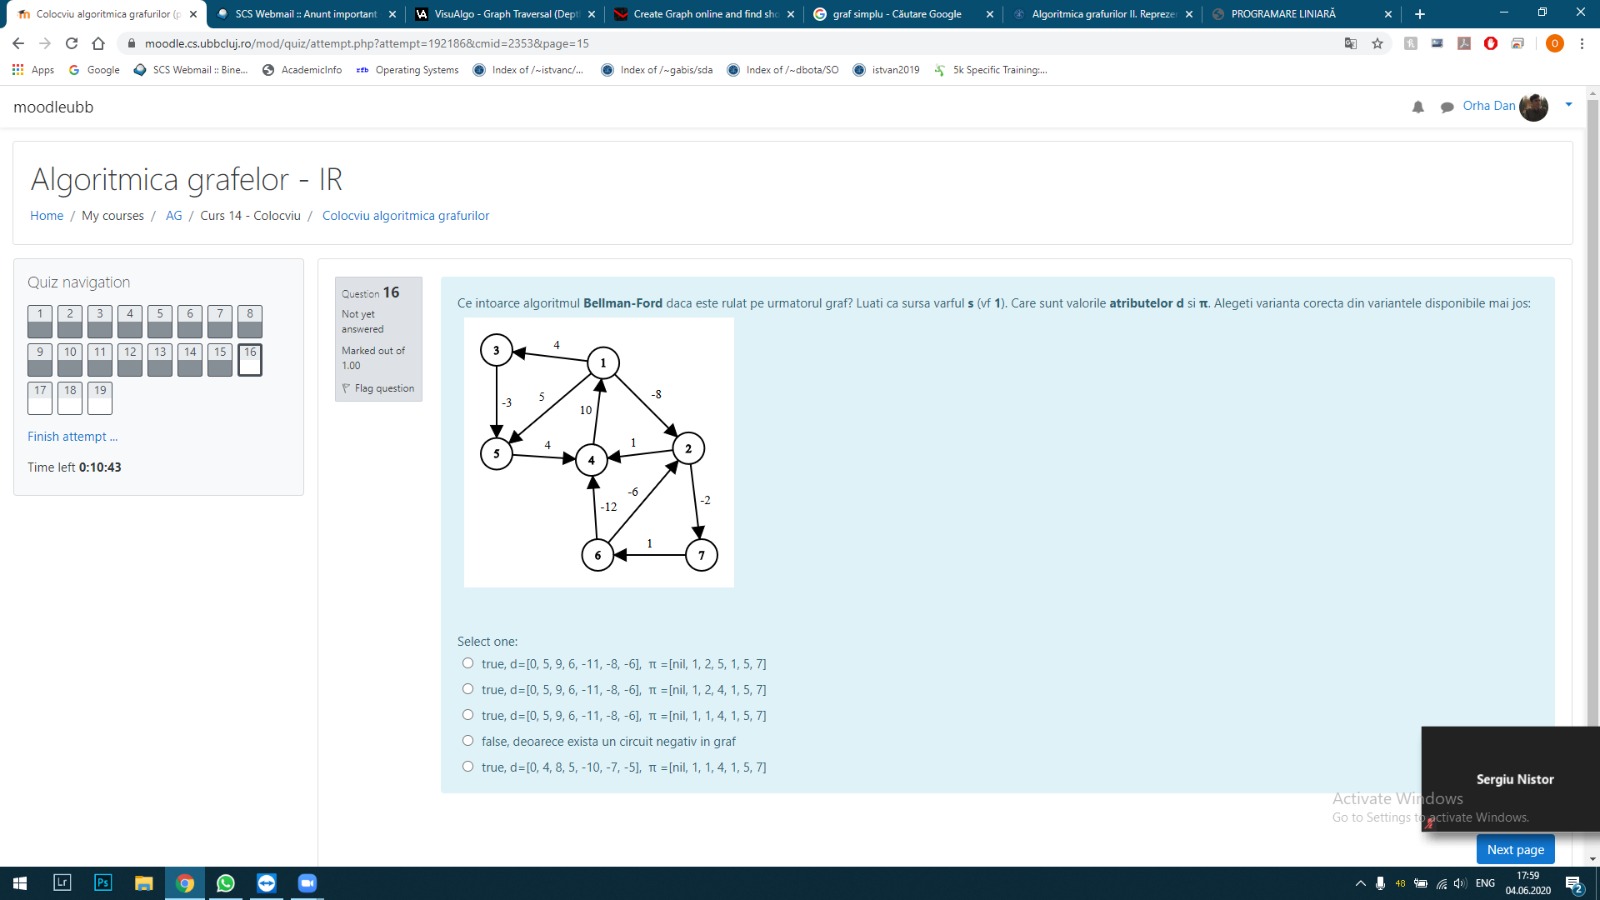 Colocviu algoritmica grafurilor (p
SCS Webmail :: Anunt important
VisuAlgo - Graph Traversal (Dept
Create Graph online and find sho
graf simplu - Căutare Google
Algoritmica grafurilor II. Repreze
PROGRAMARE LINIARĂ
moodle.cs.ubbcluj.ro/mod/quiz/attempt.php?attempt=192186&cmid=2353&page=15
Apps
Google
SCS Webmail :: Bine...
AcademicInfo
Operating Systems
Index of /~istvanc/...
Index of /~gabis/sda
Index of /~dbota/SO
istvan2019
5k Specific Training:...
moodleubb
Orha Dan
Algoritmica grafelor - IR
Home / My courses / AG / Curs 14 - Colocviu / Colocviu algoritmica grafurilor
Quiz navigation
1 2 3 4 5 6 7 8
9 10 11 12 13 14 15 16
17 18 19
Finish attempt ...
Time left 0:10:43
Question 16
Not yet
answered
Marked out of
1.00
Flag question
Ce intoarce algoritmul Bellman-Ford daca este rulat pe urmatorul graf? Luati ca sursa varful s (vf 1). Care sunt valorile atributelor d si π. Alegeti varianta corecta din variantele disponibile mai jos:
3
4
1
-3
5
10
-8
5
4
4
1
2
-12
-6
-2
6
1
7
Select one:
true, d=[0, 5, 9, 6, -11, -8, -6], π =[nil, 1, 2, 5, 1, 5, 7]
true, d=[0, 5, 9, 6, -11, -8, -6], π =[nil, 1, 2, 4, 1, 5, 7]
true, d=[0, 5, 9, 6, -11, -8, -6], π =[nil, 1, 1, 4, 1, 5, 7]
false, deoarece exista un circuit negativ in graf
true, d=[0, 4, 8, 5, -10, -7, -5], π =[nil, 1, 1, 4, 1, 5, 7]
Sergiu Nistor
Activate Windows
Go to Settings to activate Windows.
Next page
Lr
Ps
48
ENG
17:59
04.06.2020
2